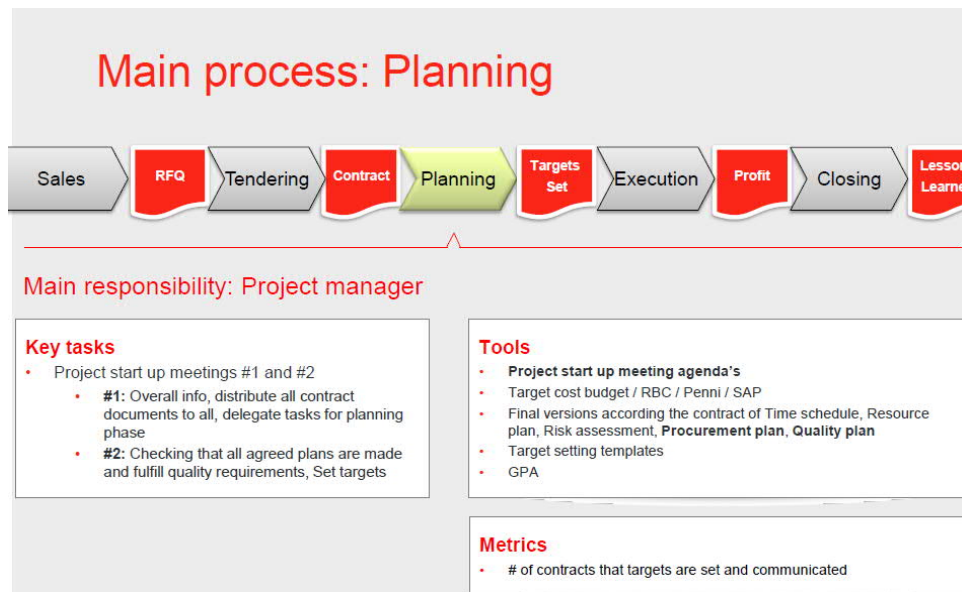 Main process: Planning
Sales
RFQ
Tendering
Contract
Planning
Targets
Set
Execution
Profit
Closing
Main responsibility: Project manager
Key tasks
• Project start up meetings #1 and #2
• #1: Overall info, distribute all contract
documents to all, delegate tasks for planning
phase
• #2: Checking that all agreed plans are made
and fulfill quality requirements, Set targets
Tools
• Project start up meeting agenda's
• Target cost budget / RBC / Penni / SAP
• Final versions according the contract of Time schedule, Resource
plan, Risk assessment, Procurement plan, Quality plan
• Target setting templates
• GPA
Metrics
• # of contracts that targets are set and communicated